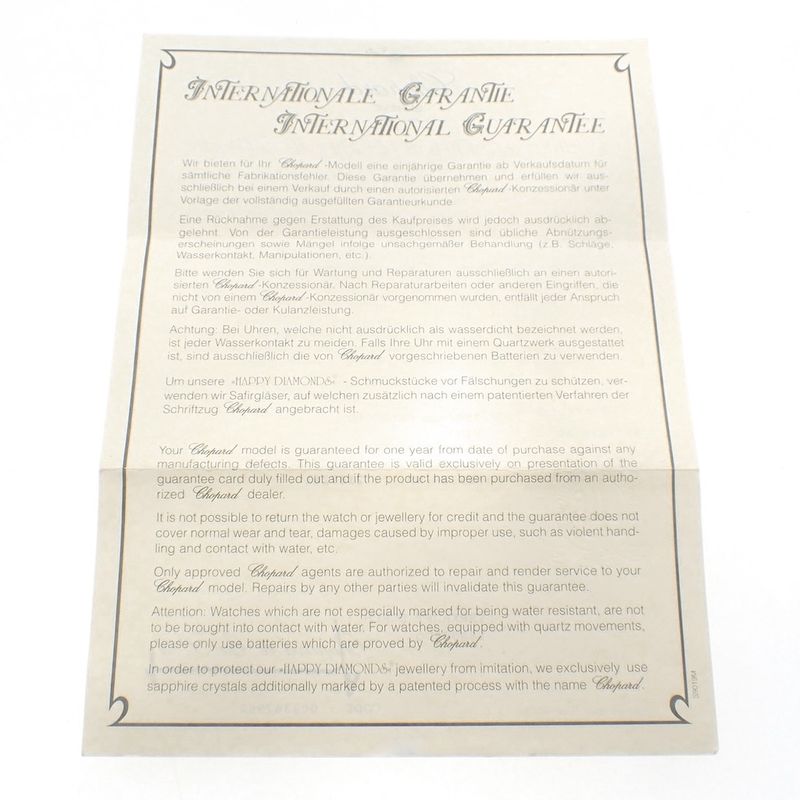 INTERNATIONALE GARANTIE
INTERNATIONAL GUARANTEE
Wir bieten für Ihr Chopard-Modell eine einjährige Garantie ab Verkaufsdatum für
sämtliche Fabrikationsfehler. Diese Garantie übernehmen und erfüllen wir aus-
schließlich bei einem Verkauf durch einen autorisierten Chopard-Konzessionär unter
Vorlage der vollständig ausgefüllten Garantieurkunde.
Eine Rücknahme gegen Erstattung des Kaufpreises wird jedoch ausdrücklich ab-
gelehnt. Von der Garantieleistung ausgeschlossen sind übliche Abnützungs-
erscheinungen sowie Mängel infolge unsachgemäßer Behandlung (z.B. Schläge,
Wasserkontakt, Manipulationen, etc.).
Bitte wenden Sie sich für Wartung und Reparaturen ausschließlich an einen autori-
sierten Chopard-Konzessionär. Nach Reparaturarbeiten oder anderen Eingriffen, die
nicht von einem Chopard-Konzessionär vorgenommen wurden, entfällt jeder Anspruch
auf Garantie- oder Kulanzleistung.
Achtung: Bei Uhren, welche nicht ausdrücklich als wasserdicht bezeichnet werden,
ist jeder Wasserkontakt zu meiden. Falls Ihre Uhr mit einem Quarzwerk ausgestattet
ist, sind ausschließlich die von Chopard vorgeschriebenen Batterien zu verwenden.
Um unsere »HAPPY DIAMONDS« - Schmuckstücke vor Fälschungen zu schützen, ver-
wenden wir Safirgläser, auf welchen zusätzlich nach einem patentierten Verfahren der
Schriftzug Chopard angebracht ist.
Your Chopard model is guaranteed for one year from date of purchase against any
manufacturing defects. This guarantee is valid exclusively on presentation of the
guarantee card duly filled out and if the product has been purchased from an autho-
rized Chopard dealer.
It is not possible to return the watch or jewellery for credit and the guarantee does not
cover normal wear and tear, damages caused by improper use, such as violent hand-
ling and contact with water, etc.
Only approved Chopard agents are authorized to repair and render service to your
Chopard model. Repairs by any other parties will invalidate this guarantee.
Attention: Watches which are not especially marked for being water resistant, are not
to be brought into contact with water. For watches, equipped with quartz movements,
please only use batteries which are proved by Chopard.
In order to protect our »HAPPY DIAMONDS« jewellery from imitation, we exclusively use
sapphire crystals additionally marked by a patented process with the name Chopard.